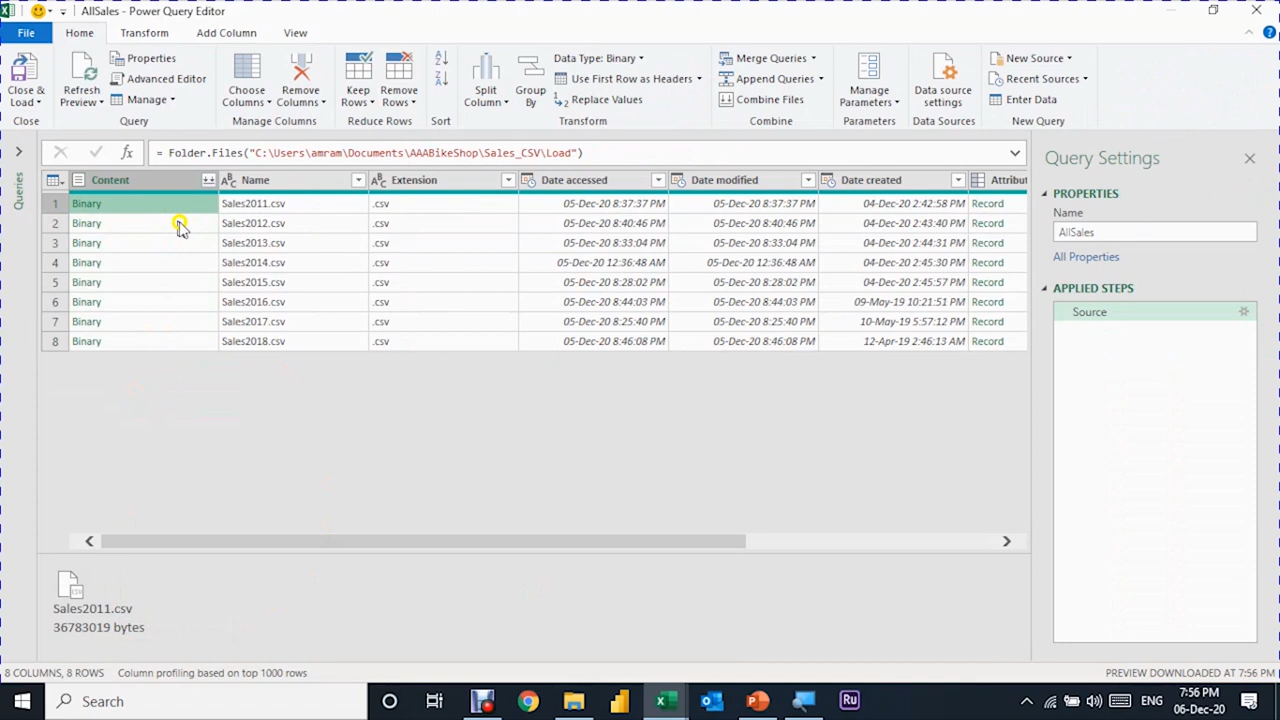 AllSales - Power Query Editor
File Home Transform Add Column View
Close & Load
Close
Refresh Preview
Properties
Advanced Editor
Manage
Query
Choose Columns
Remove Columns
Manage Columns
Keep Rows
Remove Rows
Reduce Rows
Sort
Split Column
Group By
Data Type: Binary
Use First Row as Headers
Replace Values
Transform
Merge Queries
Append Queries
Combine Files
Combine
Manage Parameters
Parameters
Data source settings
Data Sources
New Source
Recent Sources
Enter Data
New Query
Queries
fx = Folder.Files("C:\Users\amram\Documents\AAABikeShop\Sales_CSV\Load")
Content Name Extension Date accessed Date modified Date created Attribut
1 Binary Sales2011.csv .csv 05-Dec-20 8:37:37 PM 05-Dec-20 8:37:37 PM 04-Dec-20 2:42:58 PM Record
2 Binary Sales2012.csv .csv 05-Dec-20 8:40:46 PM 05-Dec-20 8:40:46 PM 04-Dec-20 2:43:40 PM Record
3 Binary Sales2013.csv .csv 05-Dec-20 8:33:04 PM 05-Dec-20 8:33:04 PM 04-Dec-20 2:44:31 PM Record
4 Binary Sales2014.csv .csv 05-Dec-20 12:36:48 AM 05-Dec-20 12:36:48 AM 04-Dec-20 2:45:30 PM Record
5 Binary Sales2015.csv .csv 05-Dec-20 8:28:02 PM 05-Dec-20 8:28:02 PM 04-Dec-20 2:45:57 PM Record
6 Binary Sales2016.csv .csv 05-Dec-20 8:44:03 PM 05-Dec-20 8:44:03 PM 09-May-19 10:21:51 PM Record
7 Binary Sales2017.csv .csv 05-Dec-20 8:25:40 PM 05-Dec-20 8:25:40 PM 10-May-19 5:57:12 PM Record
8 Binary Sales2018.csv .csv 05-Dec-20 8:46:08 PM 05-Dec-20 8:46:08 PM 12-Apr-19 2:46:13 AM Record
Query Settings
PROPERTIES
Name
AllSales
All Properties
APPLIED STEPS
Source
Sales2011.csv
36783019 bytes
8 COLUMNS, 8 ROWS Column profiling based on top 1000 rows PREVIEW DOWNLOADED AT 7:56 PM
Search
Ru
ENG
7:56 PM
06-Dec-20